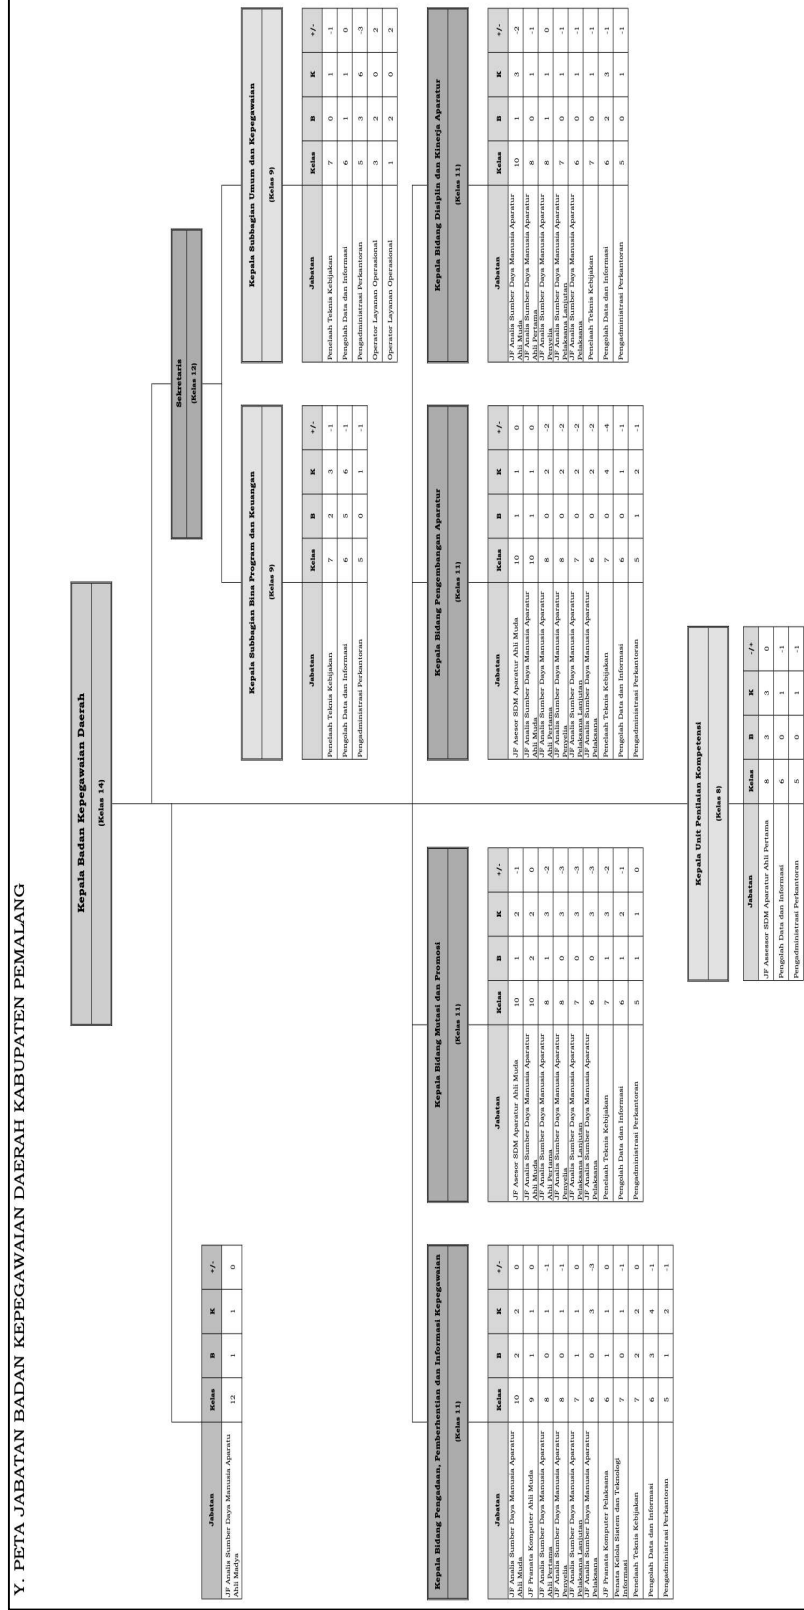 Y. PETA JABATAN BADAN KEPEGAWAIAN DAERAH KABUPATEN PEMALANG
Kepala Badan Kepegawaian Daerah
(Kelas 14)
Jabatan Kelas B K +/-
JF Analis Sumber Daya Manusia Aparatu
Ahli Madya 12 1 1 0
Sekretaris
(Kelas 12)
Kepala Subbagian Bina Program dan Keuangan
(Kelas 9)
Jabatan Kelas B K +/-
Penelaah Teknis Kebijakan 7 2 3 -1
Pengolah Data dan Informasi 6 5 6 -1
Pengadministrasi Perkantoran 5 0 1 -1
Kepala Subbagian Umum dan Kepegawaian
(Kelas 9)
Jabatan Kelas B K +/-
Penelaah Teknis Kebijakan 7 0 1 -1
Pengolah Data dan Informasi 6 1 1 0
Pengadministrasi Perkantoran 5 3 6 -3
Operator Layanan Operasional 3 2 0 2
Operator Layanan Operasional 1 2 0 2
Kepala Bidang Pengadaan, Pemberhentian dan Informasi Kepegawaian
(Kelas 11)
Jabatan Kelas B K +/-
JF Analis Sumber Daya Manusia Aparatur
Ahli Muda 10 2 2 0
JF Pranata Komputer Ahli Muda 9 1 1 0
JF Analis Sumber Daya Manusia Aparatur
Ahli Pertama 8 0 1 -1
JF Analis Sumber Daya Manusia Aparatur
Penyelia 8 0 1 -1
JF Analis Sumber Daya Manusia Aparatur
Pelaksana Lanjutan 7 1 1 0
JF Analis Sumber Daya Manusia Aparatur
Pelaksana 6 0 3 -3
JF Pranata Komputer Pelaksana 6 1 1 0
Penata Kelola Sistem dan Teknologi
Informasi 7 0 1 -1
Penelaah Teknis Kebijakan 7 2 2 0
Pengolah Data dan Informasi 6 3 4 -1
Pengadministrasi Perkantoran 5 1 2 -1
Kepala Bidang Mutasi dan Promosi
(Kelas 11)
Jabatan Kelas B K +/-
JF Asesor SDM Aparatur Ahli Muda 10 1 2 -1
JF Analis Sumber Daya Manusia Aparatur
Ahli Muda 10 2 2 0
JF Analis Sumber Daya Manusia Aparatur
Ahli Pertama 8 1 3 -2
JF Analis Sumber Daya Manusia Aparatur
Penyelia 8 0 3 -3
JF Analis Sumber Daya Manusia Aparatur
Pelaksana Lanjutan 7 0 3 -3
JF Analis Sumber Daya Manusia Aparatur
Pelaksana 6 0 3 -3
Penelaah Teknis Kebijakan 7 1 3 -2
Pengolah Data dan Informasi 6 1 2 -1
Pengadministrasi Perkantoran 5 1 1 0
Kepala Bidang Pengembangan Aparatur
(Kelas 11)
Jabatan Kelas B K +/-
JF Asesor SDM Aparatur Ahli Muda 10 1 1 0
JF Analis Sumber Daya Manusia Aparatur
Ahli Muda 10 1 1 0
JF Analis Sumber Daya Manusia Aparatur
Ahli Pertama 8 0 2 -2
JF Analis Sumber Daya Manusia Aparatur
Penyelia 8 0 2 -2
JF Analis Sumber Daya Manusia Aparatur
Pelaksana Lanjutan 7 0 2 -2
JF Analis Sumber Daya Manusia Aparatur
Pelaksana 6 0 2 -2
Penelaah Teknis Kebijakan 7 0 4 -4
Pengolah Data dan Informasi 6 0 1 -1
Pengadministrasi Perkantoran 5 1 2 -1
Kepala Bidang Disiplin dan Kinerja Aparatur
(Kelas 11)
Jabatan Kelas B K +/-
JF Analis Sumber Daya Manusia Aparatur
Ahli Muda 10 1 3 -2
JF Analis Sumber Daya Manusia Aparatur
Ahli Pertama 8 0 1 -1
JF Analis Sumber Daya Manusia Aparatur
Penyelia 8 1 1 0
JF Analis Sumber Daya Manusia Aparatur
Pelaksana Lanjutan 7 0 1 -1
JF Analis Sumber Daya Manusia Aparatur
Pelaksana 6 0 1 -1
Penelaah Teknis Kebijakan 7 0 1 -1
Pengolah Data dan Informasi 6 2 3 -1
Pengadministrasi Perkantoran 5 0 1 -1
Kepala Unit Penilaian Kompetensi
(Kelas 8)
Jabatan Kelas B K -/+
JF Assessor SDM Aparatur Ahli Pertama 8 3 3 0
Pengolah Data dan Informasi 6 0 1 -1
Pengadministrasi Perkantoran 5 0 1 -1